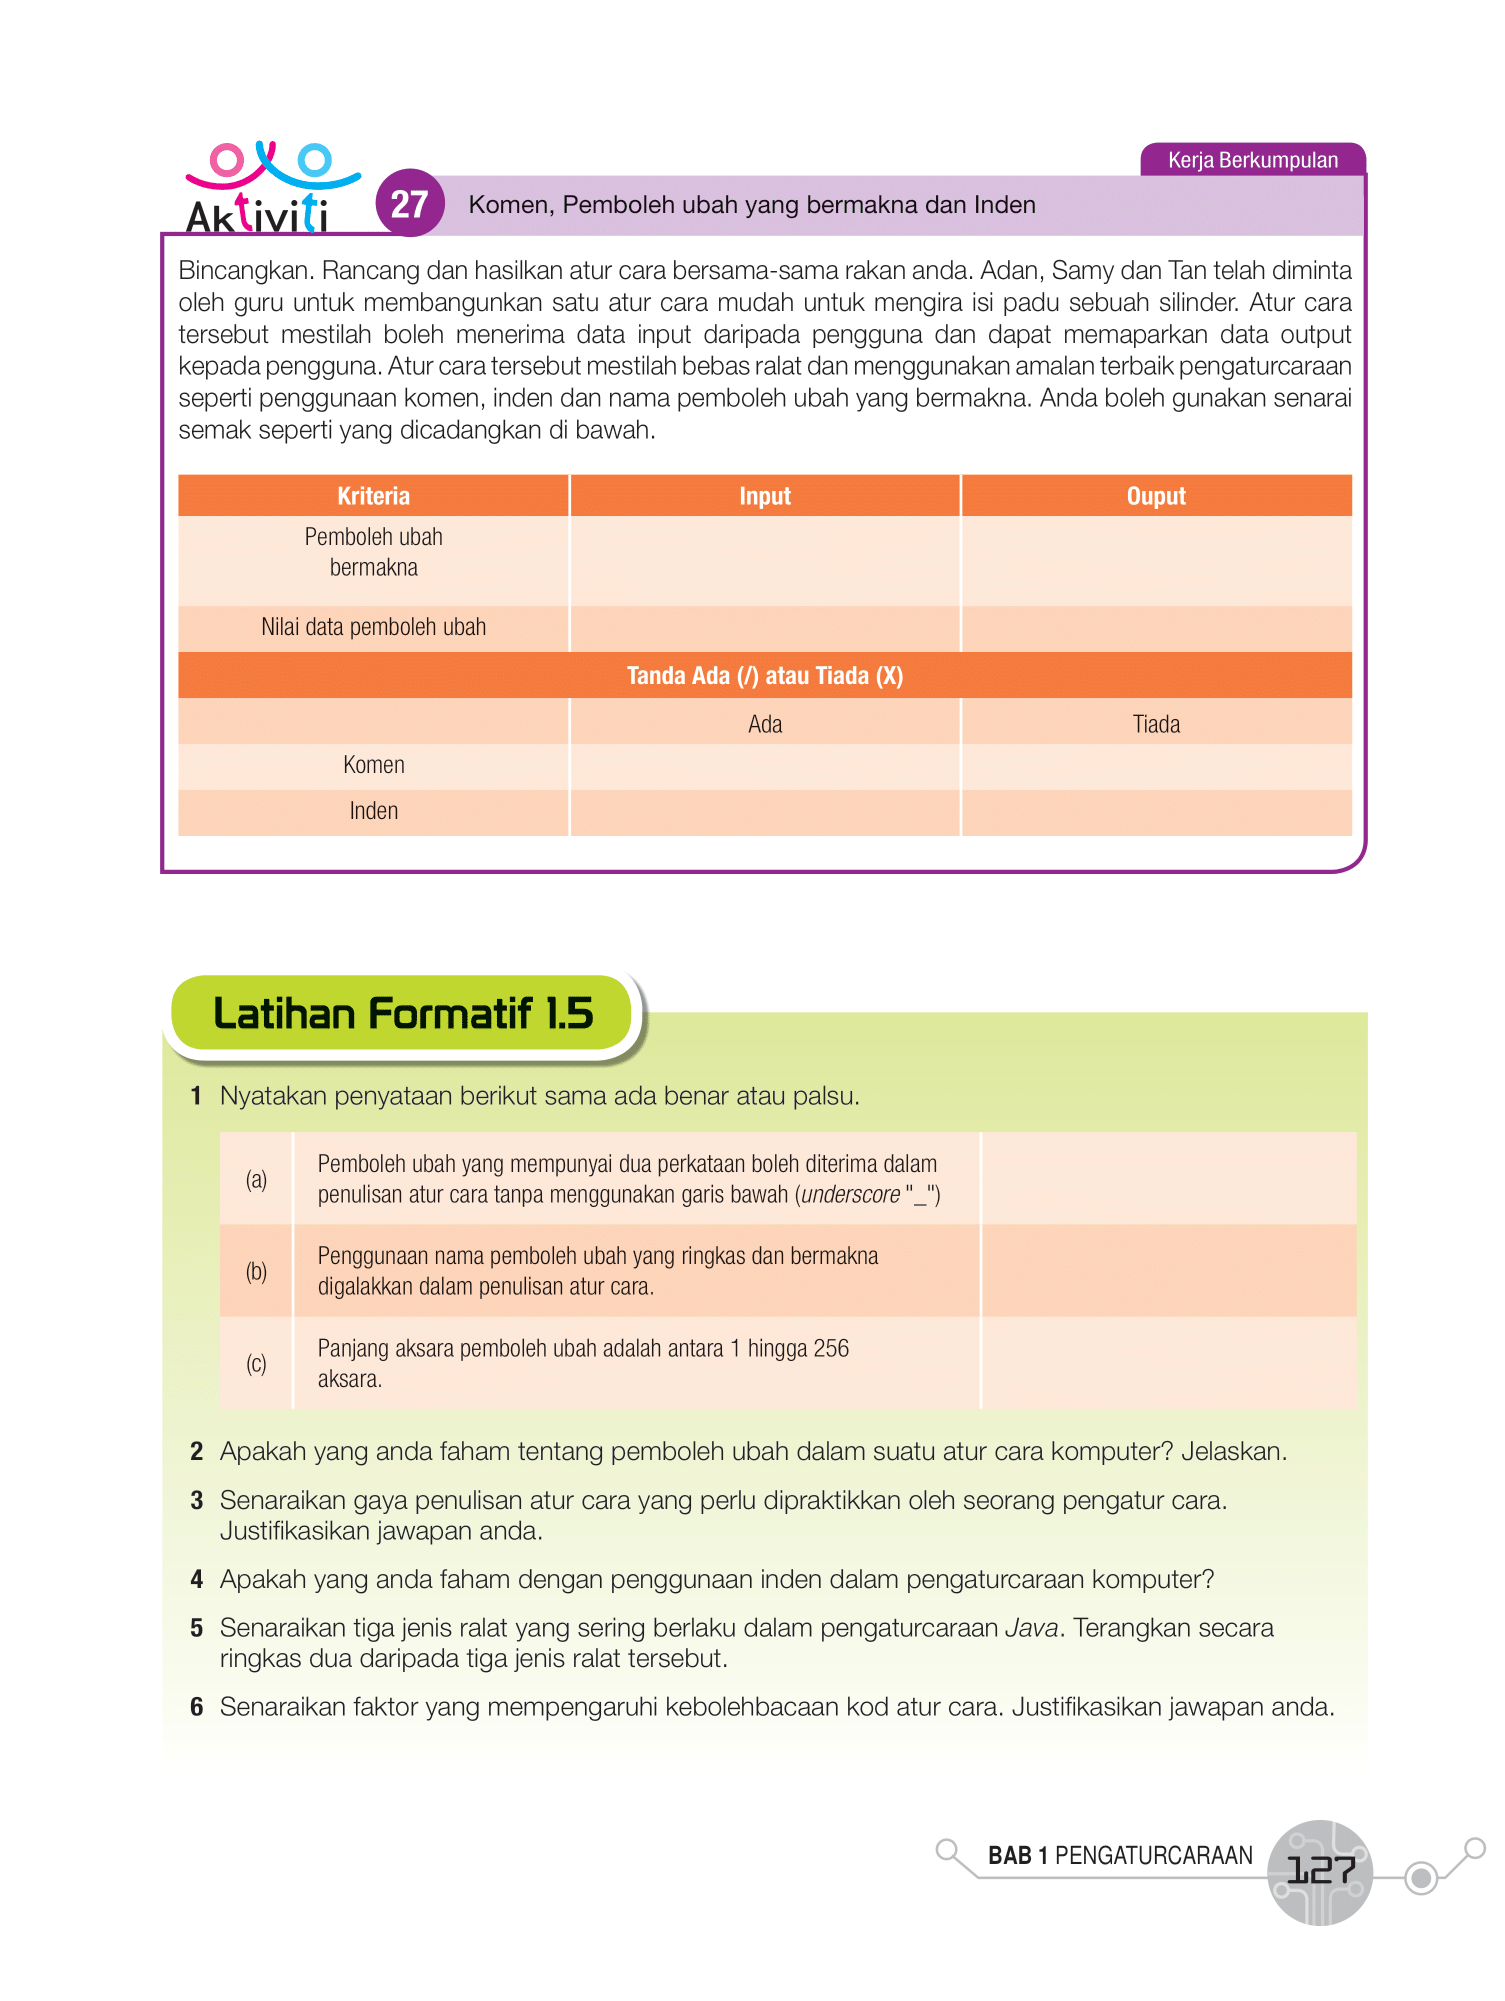 Kerja Berkumpulan
Aktiviti 27 Komen, Pemboleh ubah yang bermakna dan Inden
Bincangkan. Rancang dan hasilkan atur cara bersama-sama rakan anda. Adan, Samy dan Tan telah diminta
oleh guru untuk membangunkan satu atur cara mudah untuk mengira isi padu sebuah silinder. Atur cara
tersebut mestilah boleh menerima data input daripada pengguna dan dapat memaparkan data output
kepada pengguna. Atur cara tersebut mestilah bebas ralat dan menggunakan amalan terbaik pengaturcaraan
seperti penggunaan komen, inden dan nama pemboleh ubah yang bermakna. Anda boleh gunakan senarai
semak seperti yang dicadangkan di bawah.
Kriteria Input Ouput
Pemboleh ubah
bermakna
Nilai data pemboleh ubah
Tanda Ada (/) atau Tiada (X)
Ada Tiada
Komen
Inden
Latihan Formatif 1.5
1 Nyatakan penyataan berikut sama ada benar atau palsu.
(a) Pemboleh ubah yang mempunyai dua perkataan boleh diterima dalam
penulisan atur cara tanpa menggunakan garis bawah (underscore "_")
(b) Penggunaan nama pemboleh ubah yang ringkas dan bermakna
digalakkan dalam penulisan atur cara.
(c) Panjang aksara pemboleh ubah adalah antara 1 hingga 256
aksara.
2 Apakah yang anda faham tentang pemboleh ubah dalam suatu atur cara komputer? Jelaskan.
3 Senaraikan gaya penulisan atur cara yang perlu dipraktikkan oleh seorang pengatur cara.
Justifikasikan jawapan anda.
4 Apakah yang anda faham dengan penggunaan inden dalam pengaturcaraan komputer?
5 Senaraikan tiga jenis ralat yang sering berlaku dalam pengaturcaraan Java. Terangkan secara
ringkas dua daripada tiga jenis ralat tersebut.
6 Senaraikan faktor yang mempengaruhi kebolehbacaan kod atur cara. Justifikasikan jawapan anda.
BAB 1 PENGATURCARAAN 127